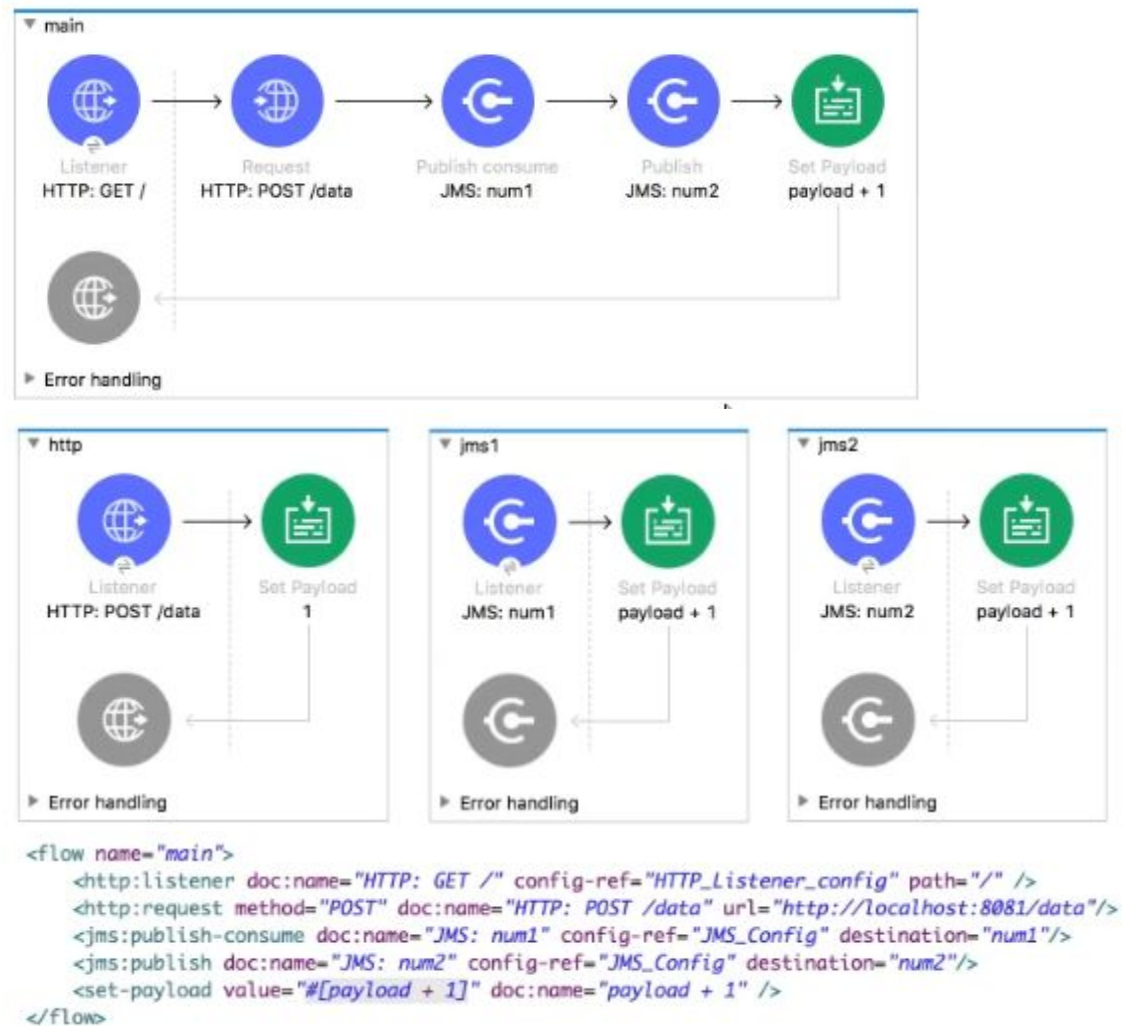 main
Listener Request Publish consume Publish Set Payload
HTTP: GET / HTTP: POST /data JMS: num1 JMS: num2 payload + 1
Error handling
http
Listener Set Payload
HTTP: POST /data 1
Error handling
jms1
Listener Set Payload
JMS: num1 payload + 1
Error handling
jms2
Listener Set Payload
JMS: num2 payload + 1
Error handling
<flow name="main">
<http:listener doc:name="HTTP: GET /" config-ref="HTTP_Listener_config" path="/" />
<http:request method="POST" doc:name="HTTP: POST /data" url="http://localhost:8081/data"/>
<jms:publish-consume doc:name="JMS: num1" config-ref="JMS_Config" destination="num1"/>
<jms:publish doc:name="JMS: num2" config-ref="JMS_Config" destination="num2"/>
<set-payload value="#[payload + 1]" doc:name="payload + 1" />
</flow>